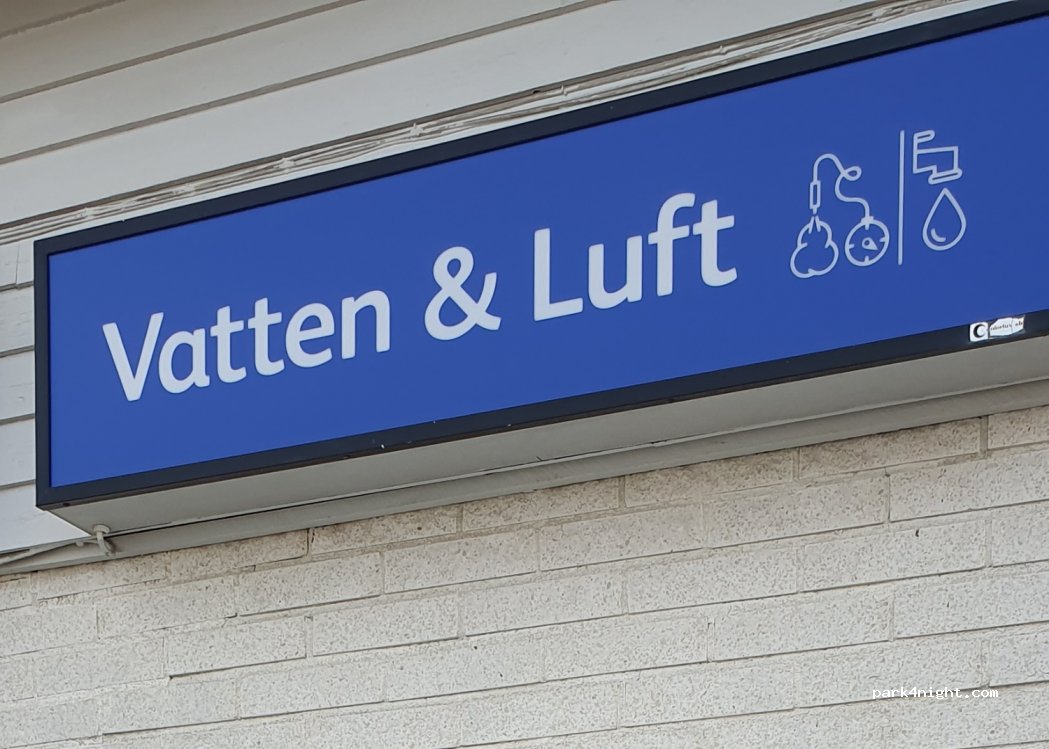 Vatten & Luft
park4night.com